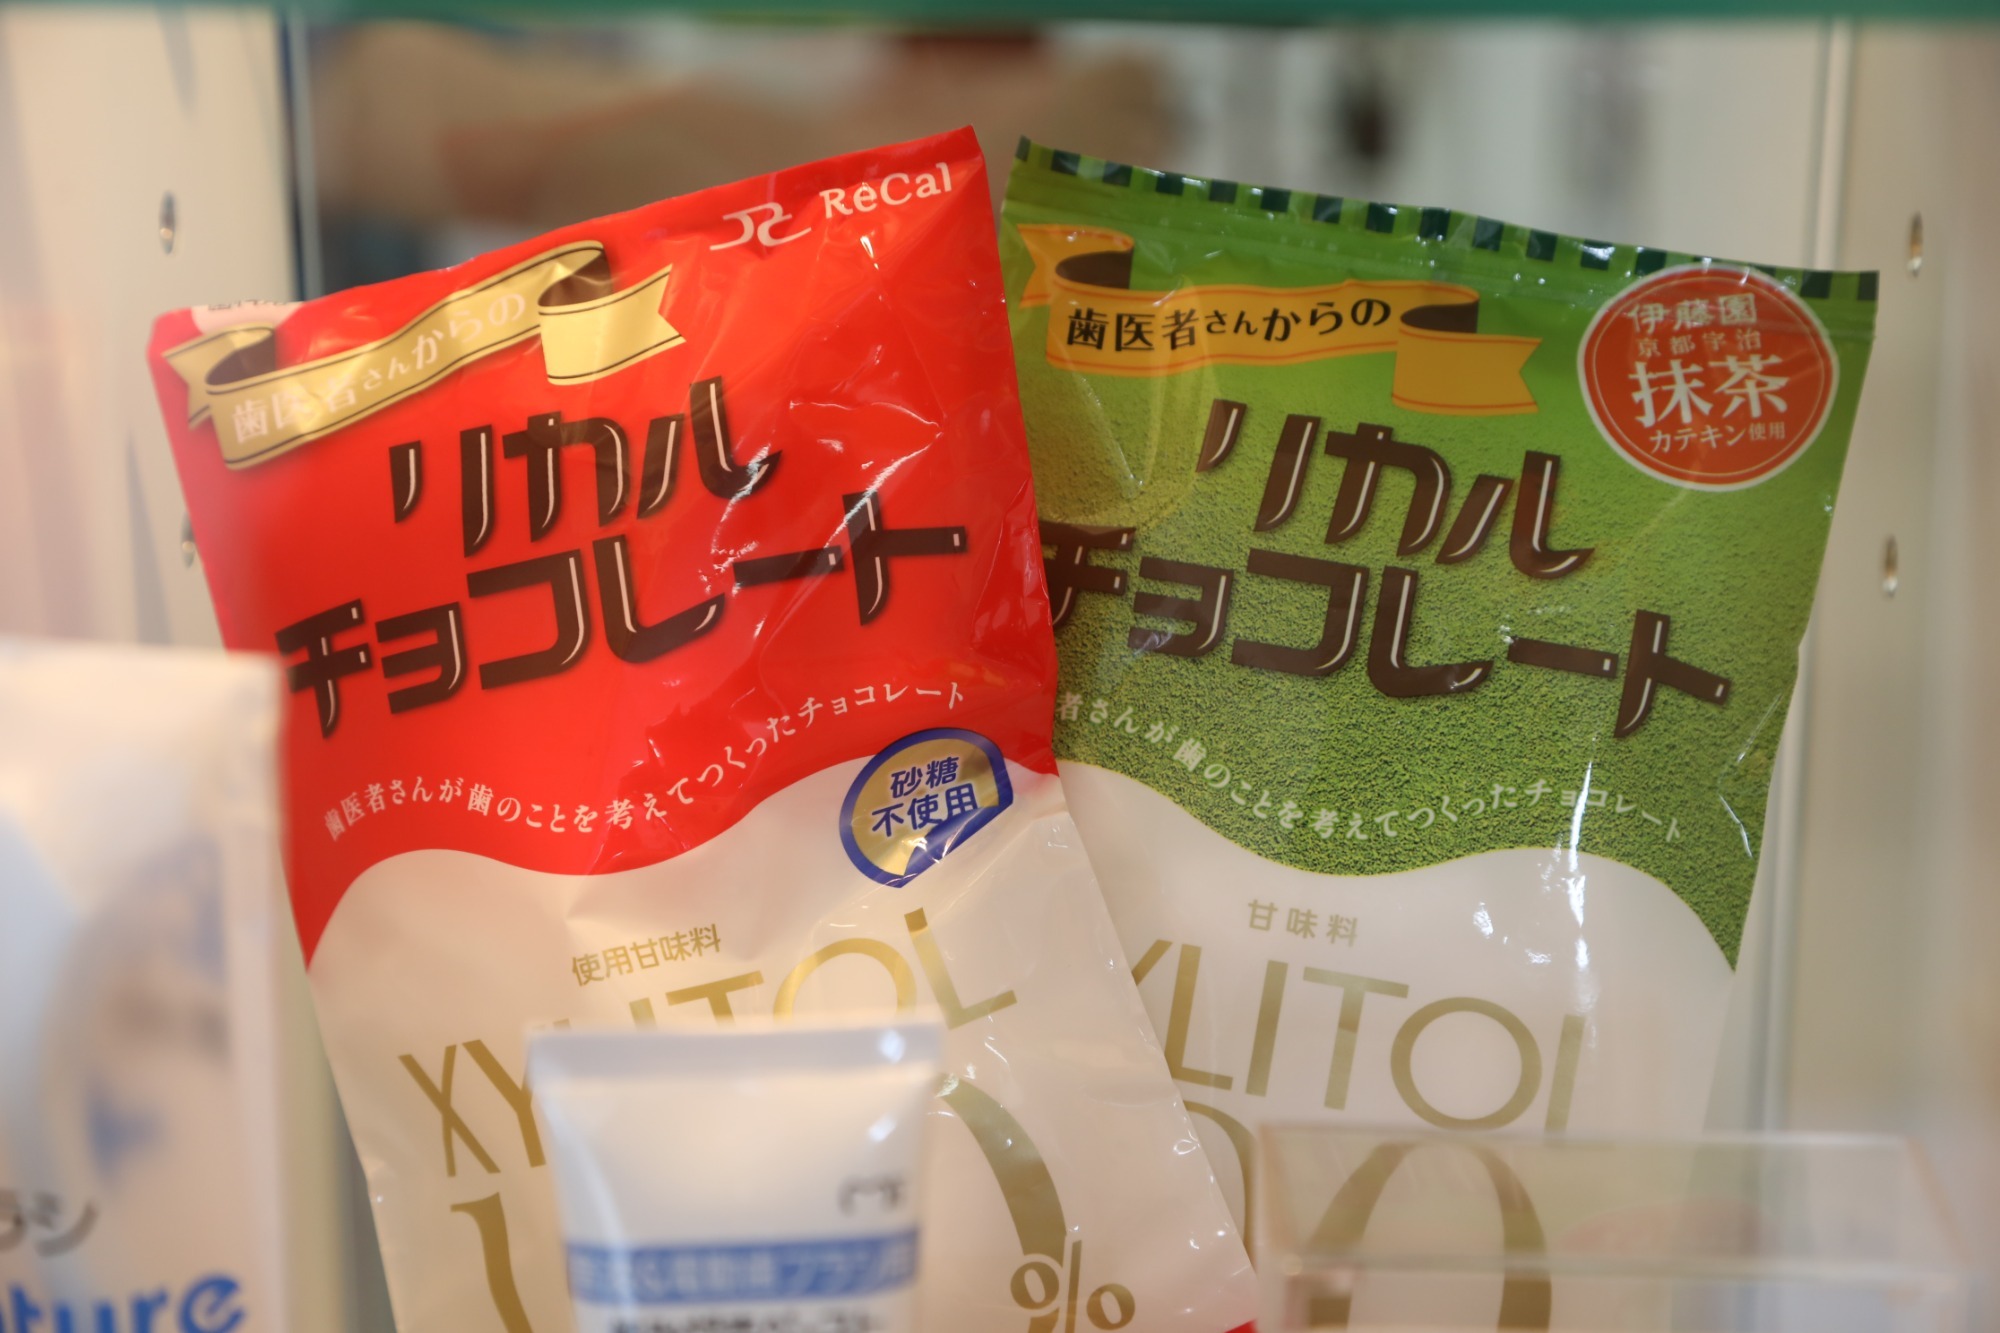 ReCal
歯医者さんからの
リカル
チョコレート
歯医者さんが歯のことを考えてつくったチョコレート
砂糖
不使用
使用甘味料
XYLITOL
%
歯医者さんからの
伊藤園
京都宇治
抹茶
カテキン使用
リカル
チョコレート
者さんが歯のことを考えてつくったチョコレート
甘味料
XYLITOL
ture